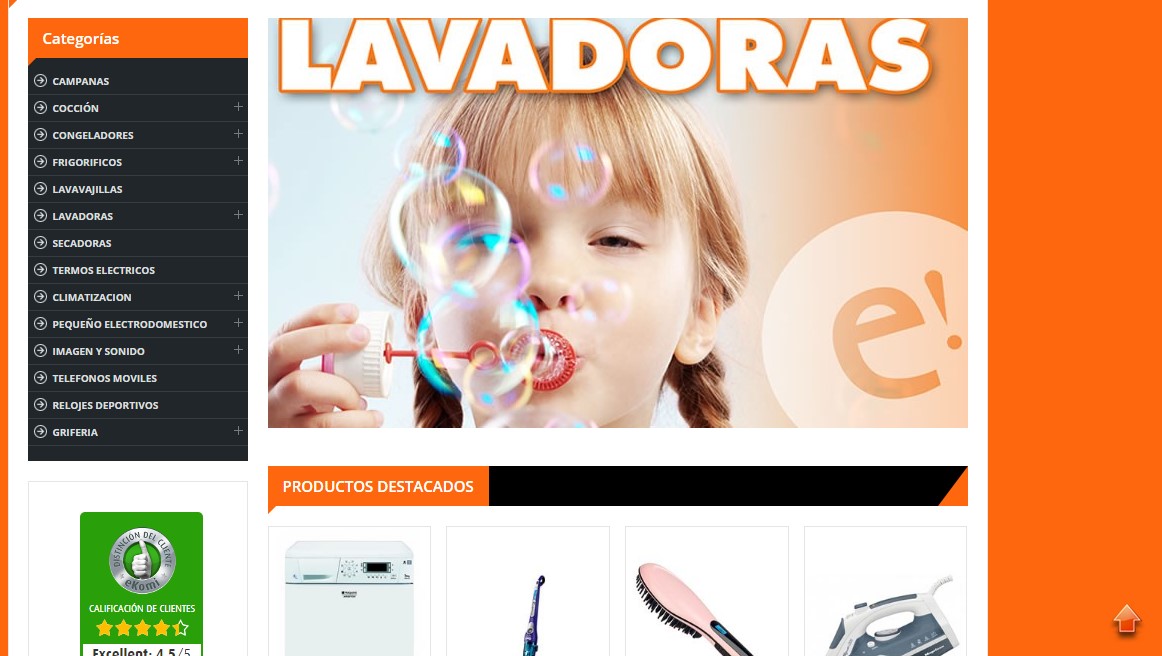 Categorías
CAMPANAS
COCCIÓN
CONGELADORES
FRIGORIFICOS
LAVAVAJILLAS
LAVADORAS
SECADORAS
TERMOS ELECTRICOS
CLIMATIZACION
PEQUEÑO ELECTRODOMESTICO
IMAGEN Y SONIDO
TELEFONOS MOVILES
RELOJES DEPORTIVOS
GRIFERIA
LAVADORAS
e!
DISTINCIÓN DEL CLIENTE
eKomi
CALIFICACIÓN DE CLIENTES
Excellent: 4.5/5
PRODUCTOS DESTACADOS